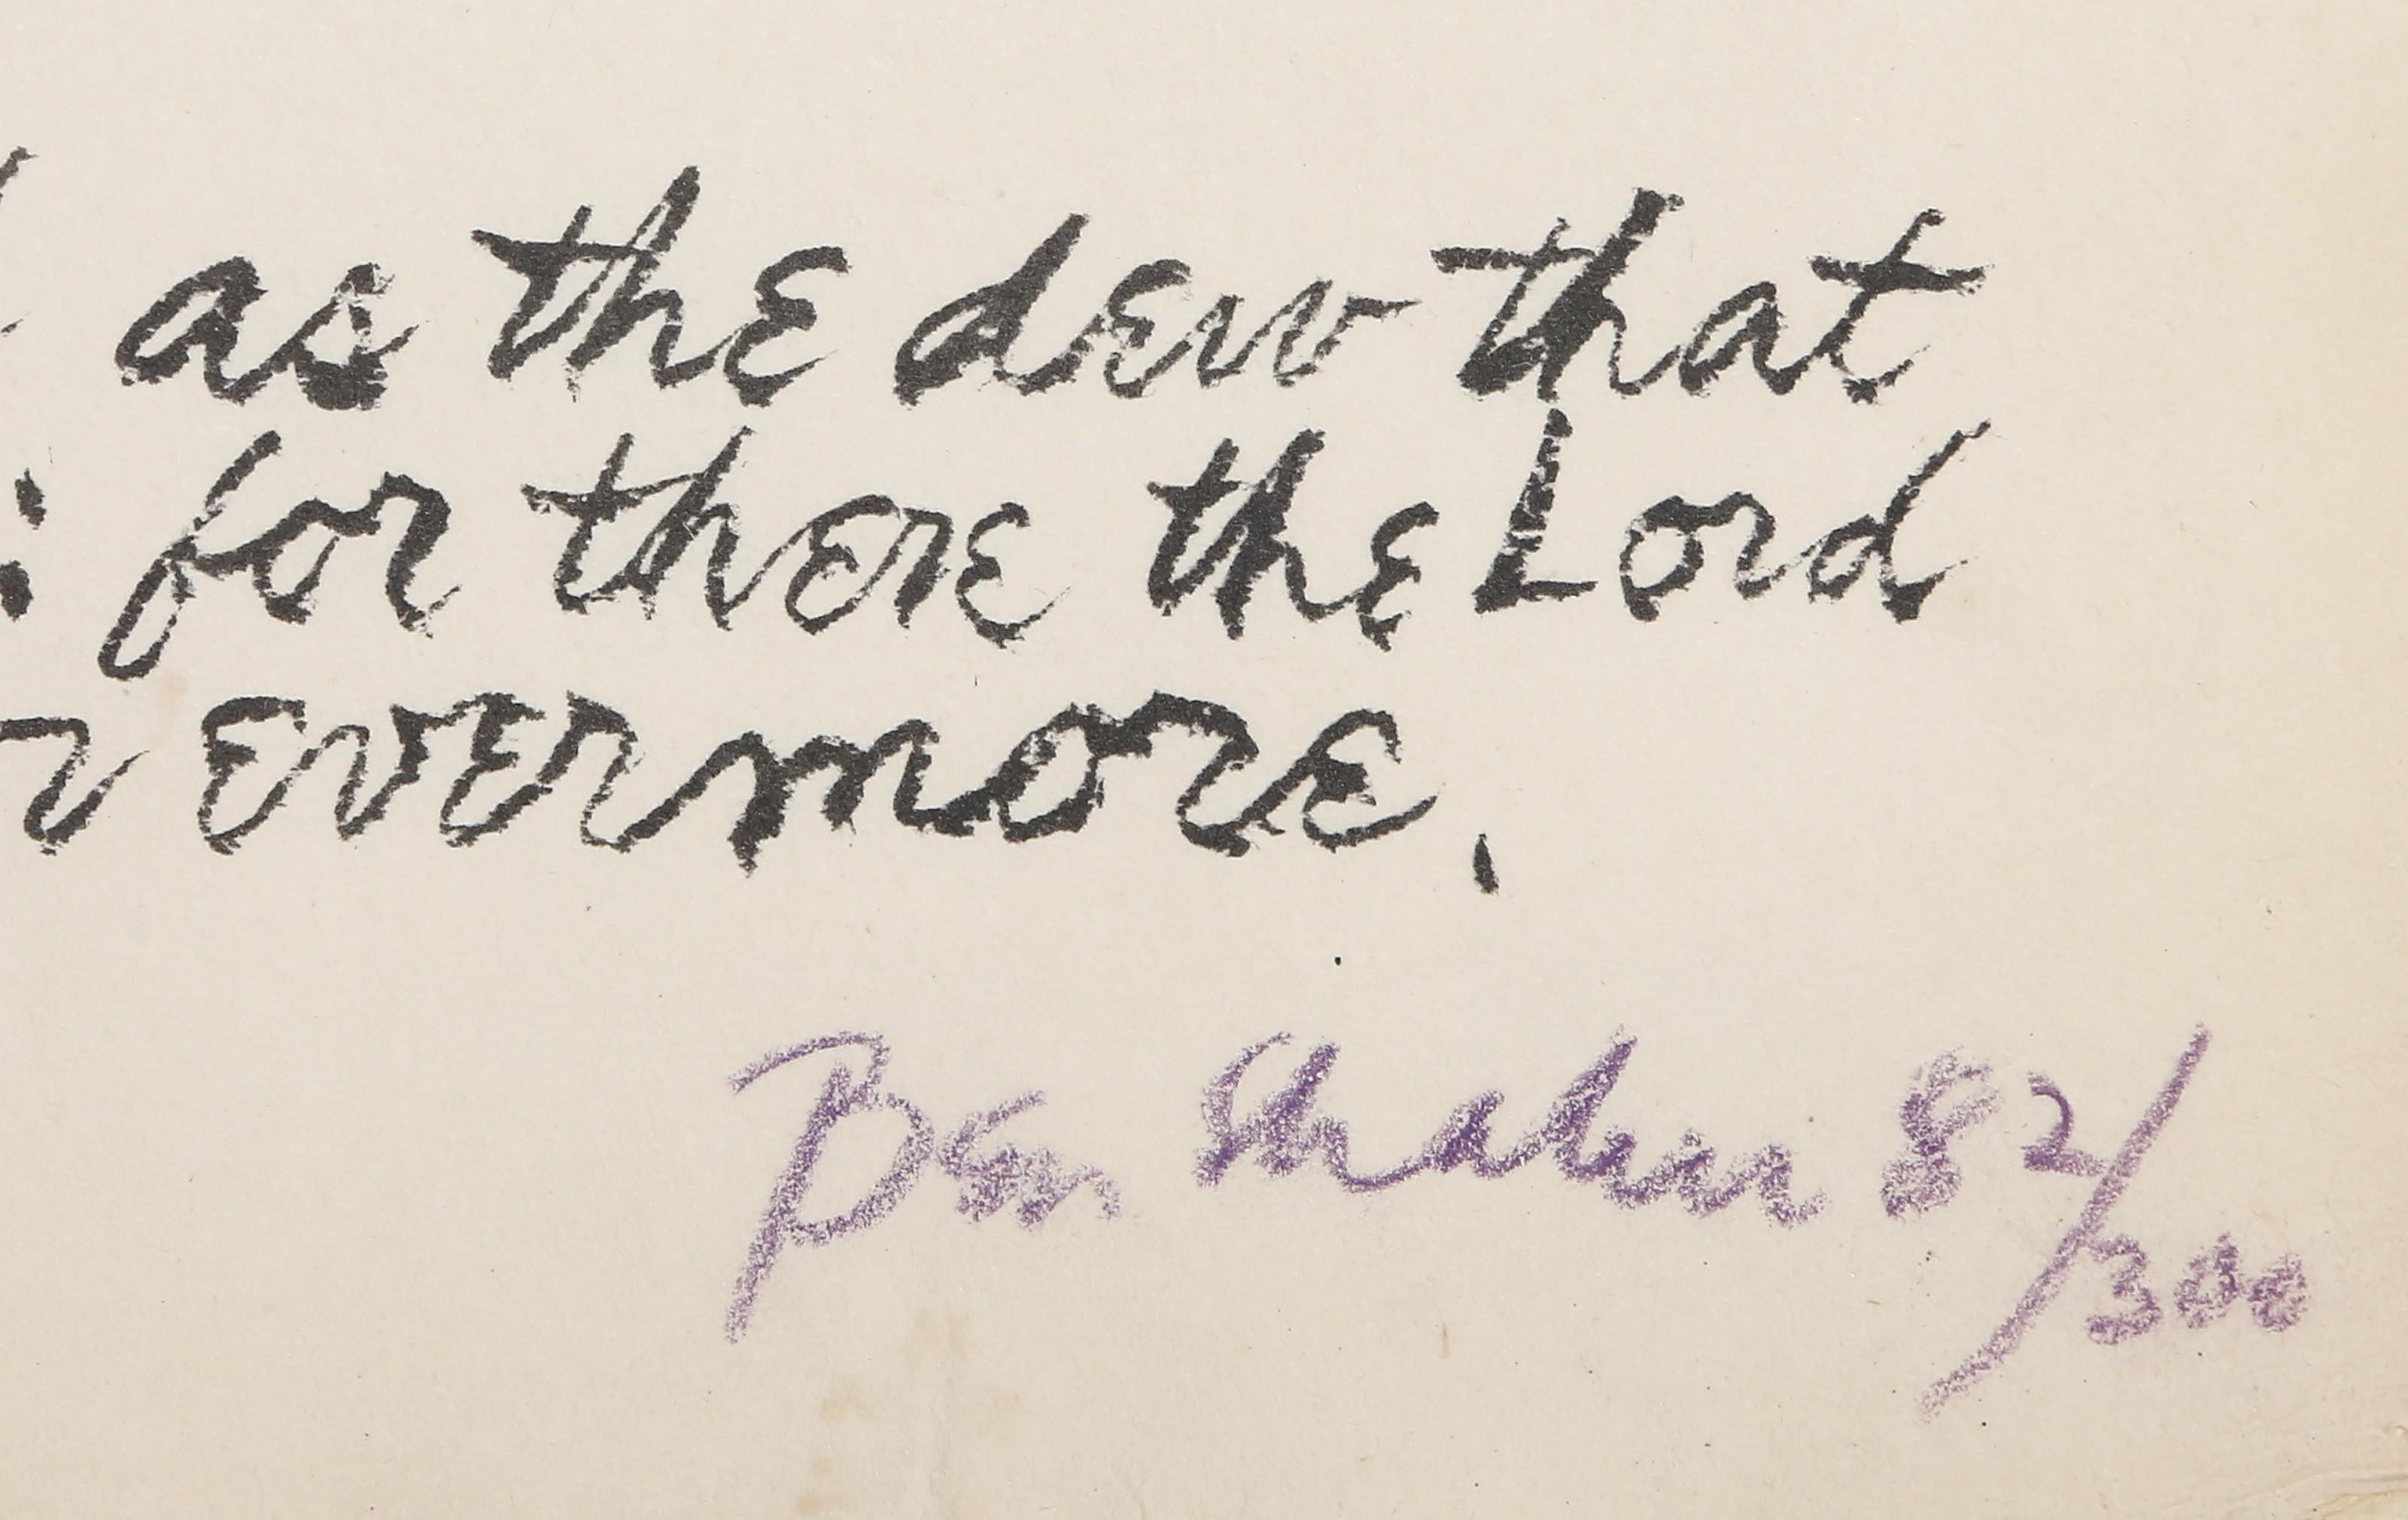 as the dew that
: for there the Lord
r evermore.
Ben Shahn 82/300